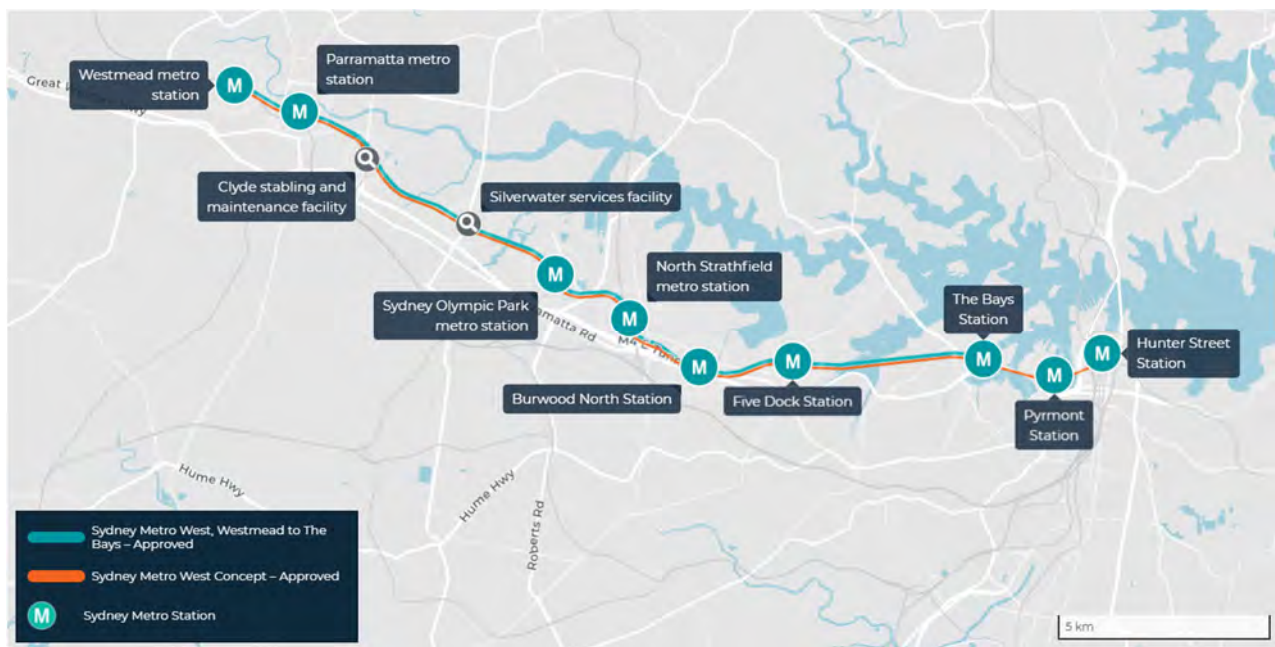 Great
Hwy
Westmead metro
station
Parramatta metro
station
M
M
Clyde stabling and
maintenance facility
Silverwater services facility
M
Sydney Olympic Park
metro station
Rd
North Strathfield
metro station
M
M4 E
Burwood North Station
M
Five Dock Station
M
The Bays
Station
M
Pyrmont
Station
M
Hunter Street
Station
M
Hume Hwy
Hume Hwy
Roberts Rd
Sydney Metro West, Westmead to The
Bays – Approved
Sydney Metro West Concept – Approved
M
Sydney Metro Station
5 km